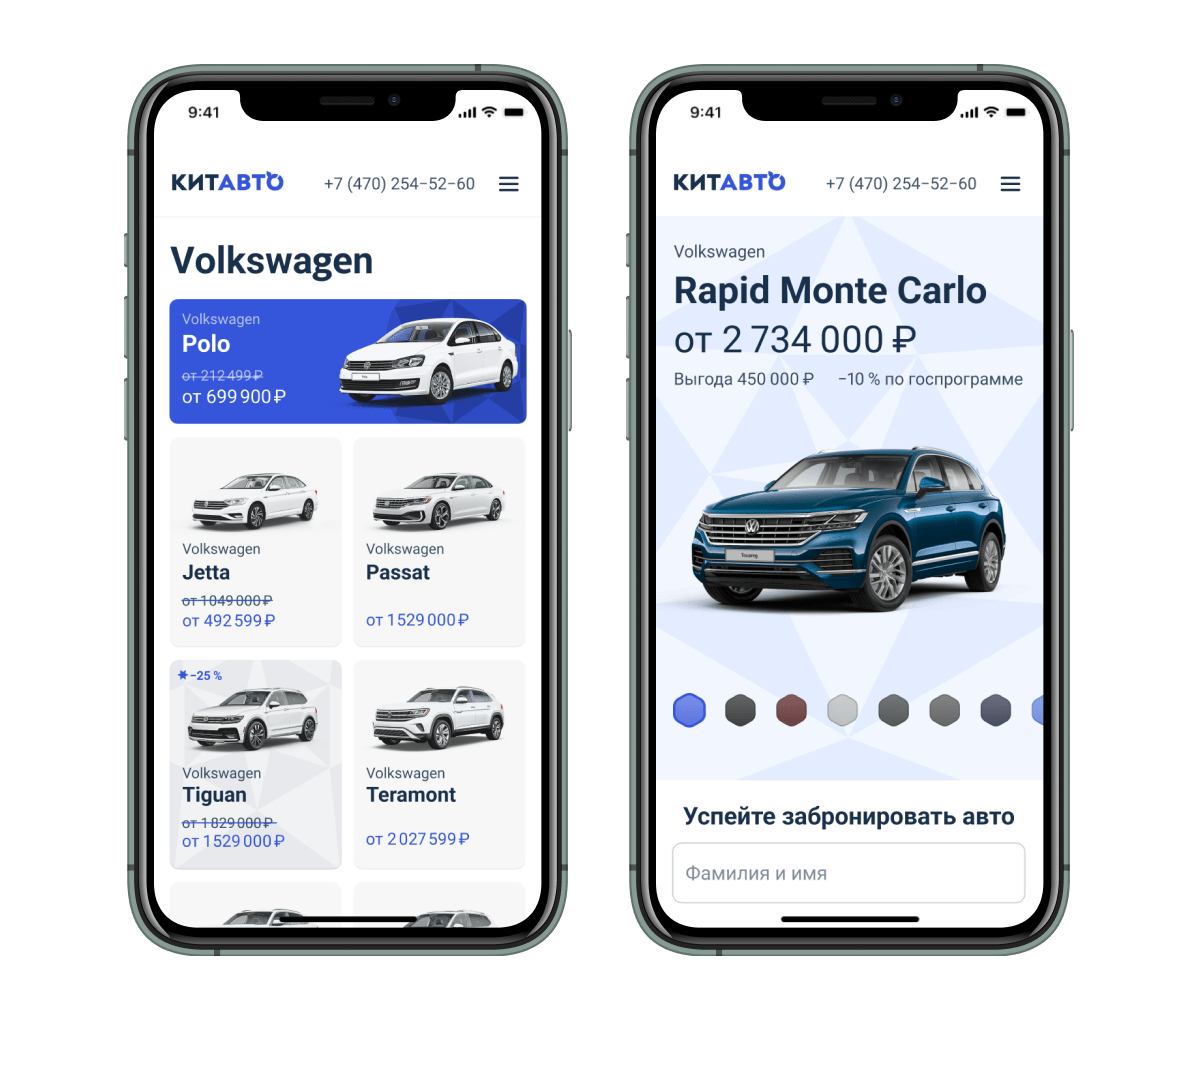 9:41
КИТАВТО
+7 (470) 254-52-60
Volkswagen
Volkswagen
Polo
от 212 499 ₽
от 699 900 ₽
Volkswagen
Jetta
от 1 049 000 ₽
от 492 599 ₽
Volkswagen
Passat
от 1 529 000 ₽
−25 %
Volkswagen
Tiguan
от 1 829 000 ₽
от 1 529 000 ₽
Volkswagen
Teramont
от 2 027 599 ₽
9:41
КИТАВТО
+7 (470) 254-52-60
Volkswagen
Rapid Monte Carlo
от 2 734 000 ₽
Выгода 450 000 ₽ −10 % по госпрограмме
Touareg
Успейте забронировать авто
Фамилия и имя